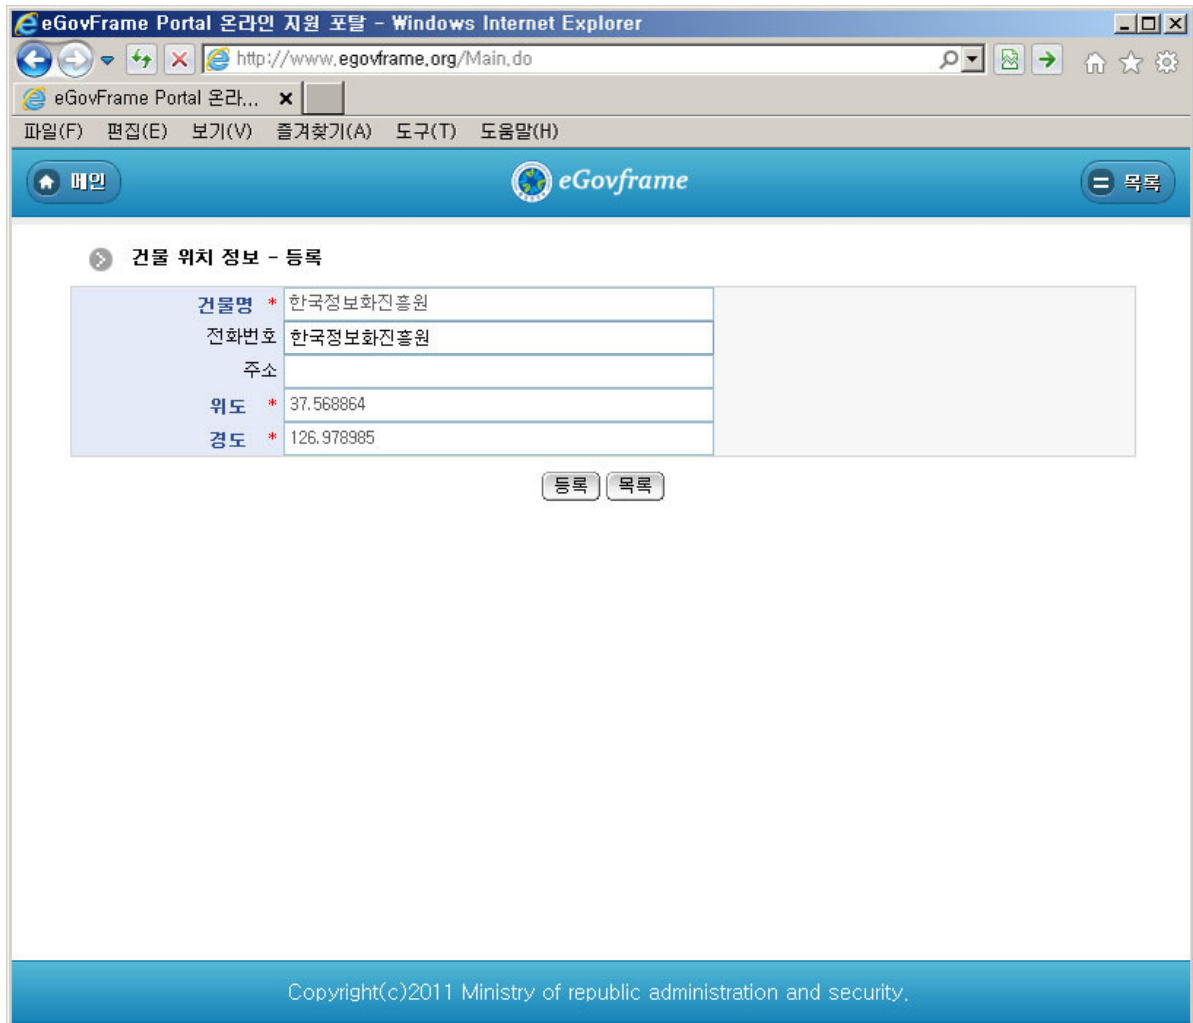 eGovFrame Portal 온라인 지원 포탈 - Windows Internet Explorer
http://www.egovframe.org/Main.do
eGovFrame Portal 온라...
파일(F) 편집(E) 보기(V) 즐겨찾기(A) 도구(T) 도움말(H)
메인 eGovframe 목록
건물 위치 정보 - 등록
건물명 * 한국정보화진흥원
전화번호 한국정보화진흥원
주소
위도 * 37.568864
경도 * 126.978985
등록 목록
Copyright(c)2011 Ministry of republic administration and security.